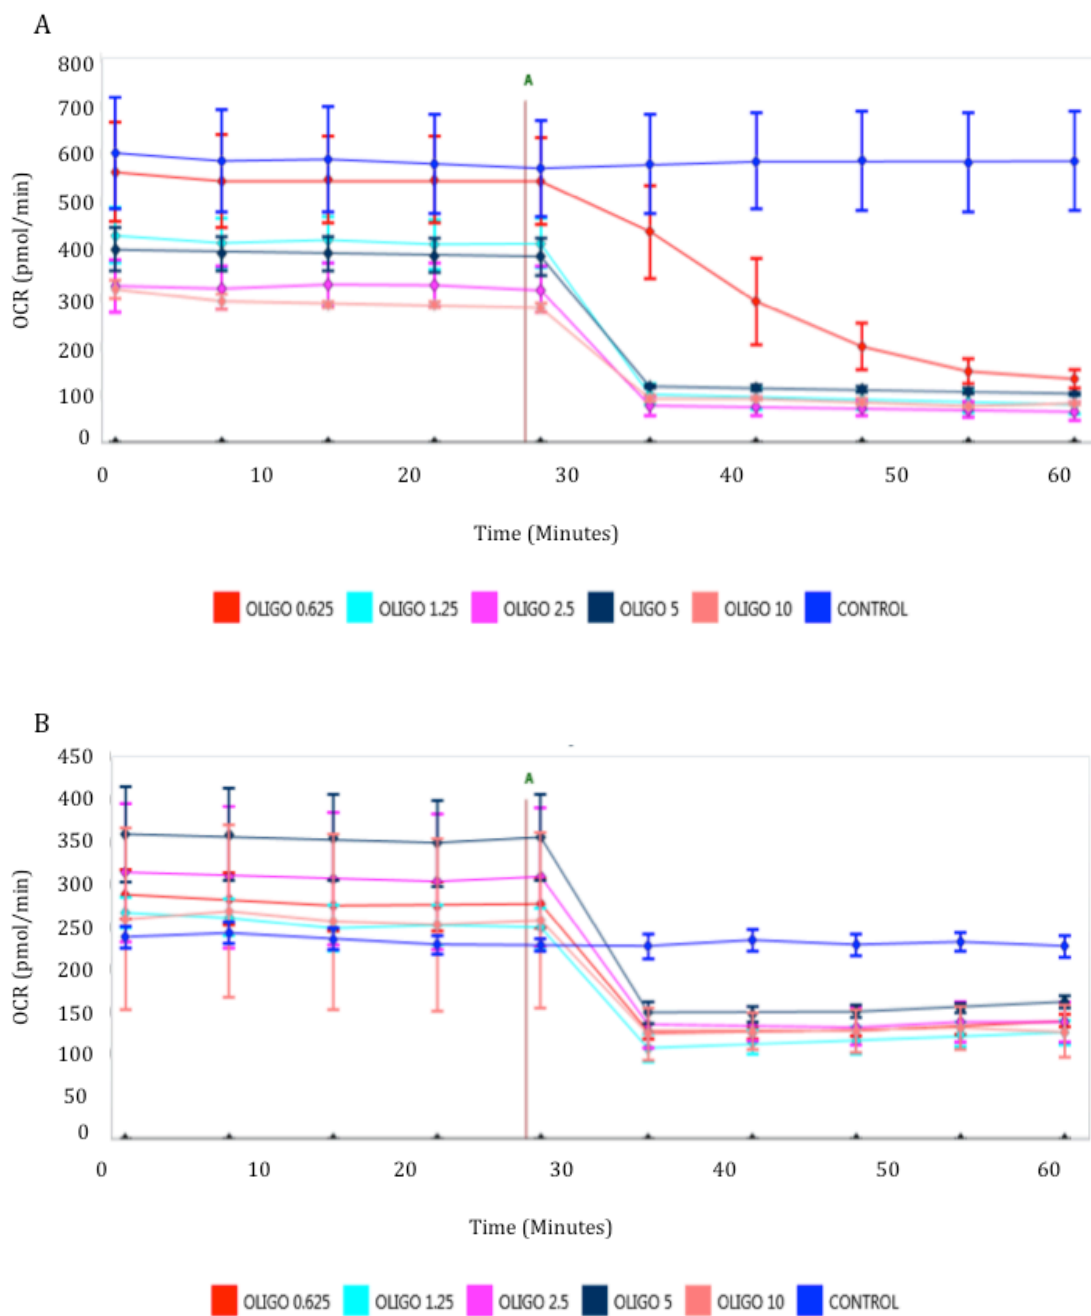 A
800
A
700
600
500
400
300
200
100
0
OCR (pmol/min)
0 10 20 30 40 50 60
Time (Minutes)
OLIGO 0.625 OLIGO 1.25 OLIGO 2.5 OLIGO 5 OLIGO 10 CONTROL
B
450
A
400
350
300
250
200
150
100
50
0
OCR (pmol/min)
0 10 20 30 40 50 60
Time (Minutes)
OLIGO 0.625 OLIGO 1.25 OLIGO 2.5 OLIGO 5 OLIGO 10 CONTROL